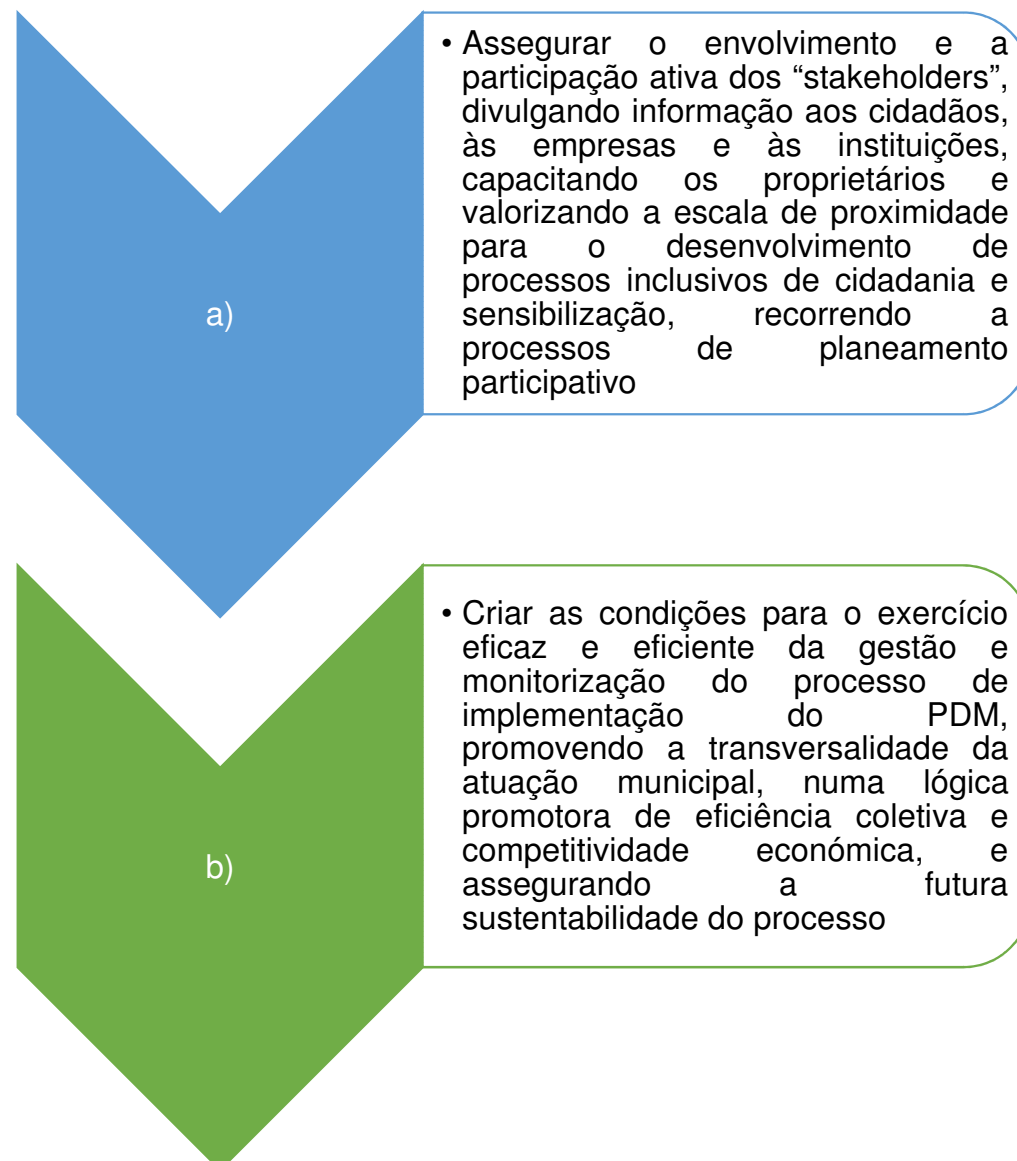 a)
• Assegurar o envolvimento e a
participação ativa dos “stakeholders”,
divulgando informação aos cidadãos,
às empresas e às instituições,
capacitando os proprietários e
valorizando a escala de proximidade
para o desenvolvimento de
processos inclusivos de cidadania e
sensibilização, recorrendo a
processos de planeamento
participativo
b)
• Criar as condições para o exercício
eficaz e eficiente da gestão e
monitorização do processo de
implementação do PDM,
promovendo a transversalidade da
atuação municipal, numa lógica
promotora de eficiência coletiva e
competitividade económica, e
assegurando a futura
sustentabilidade do processo